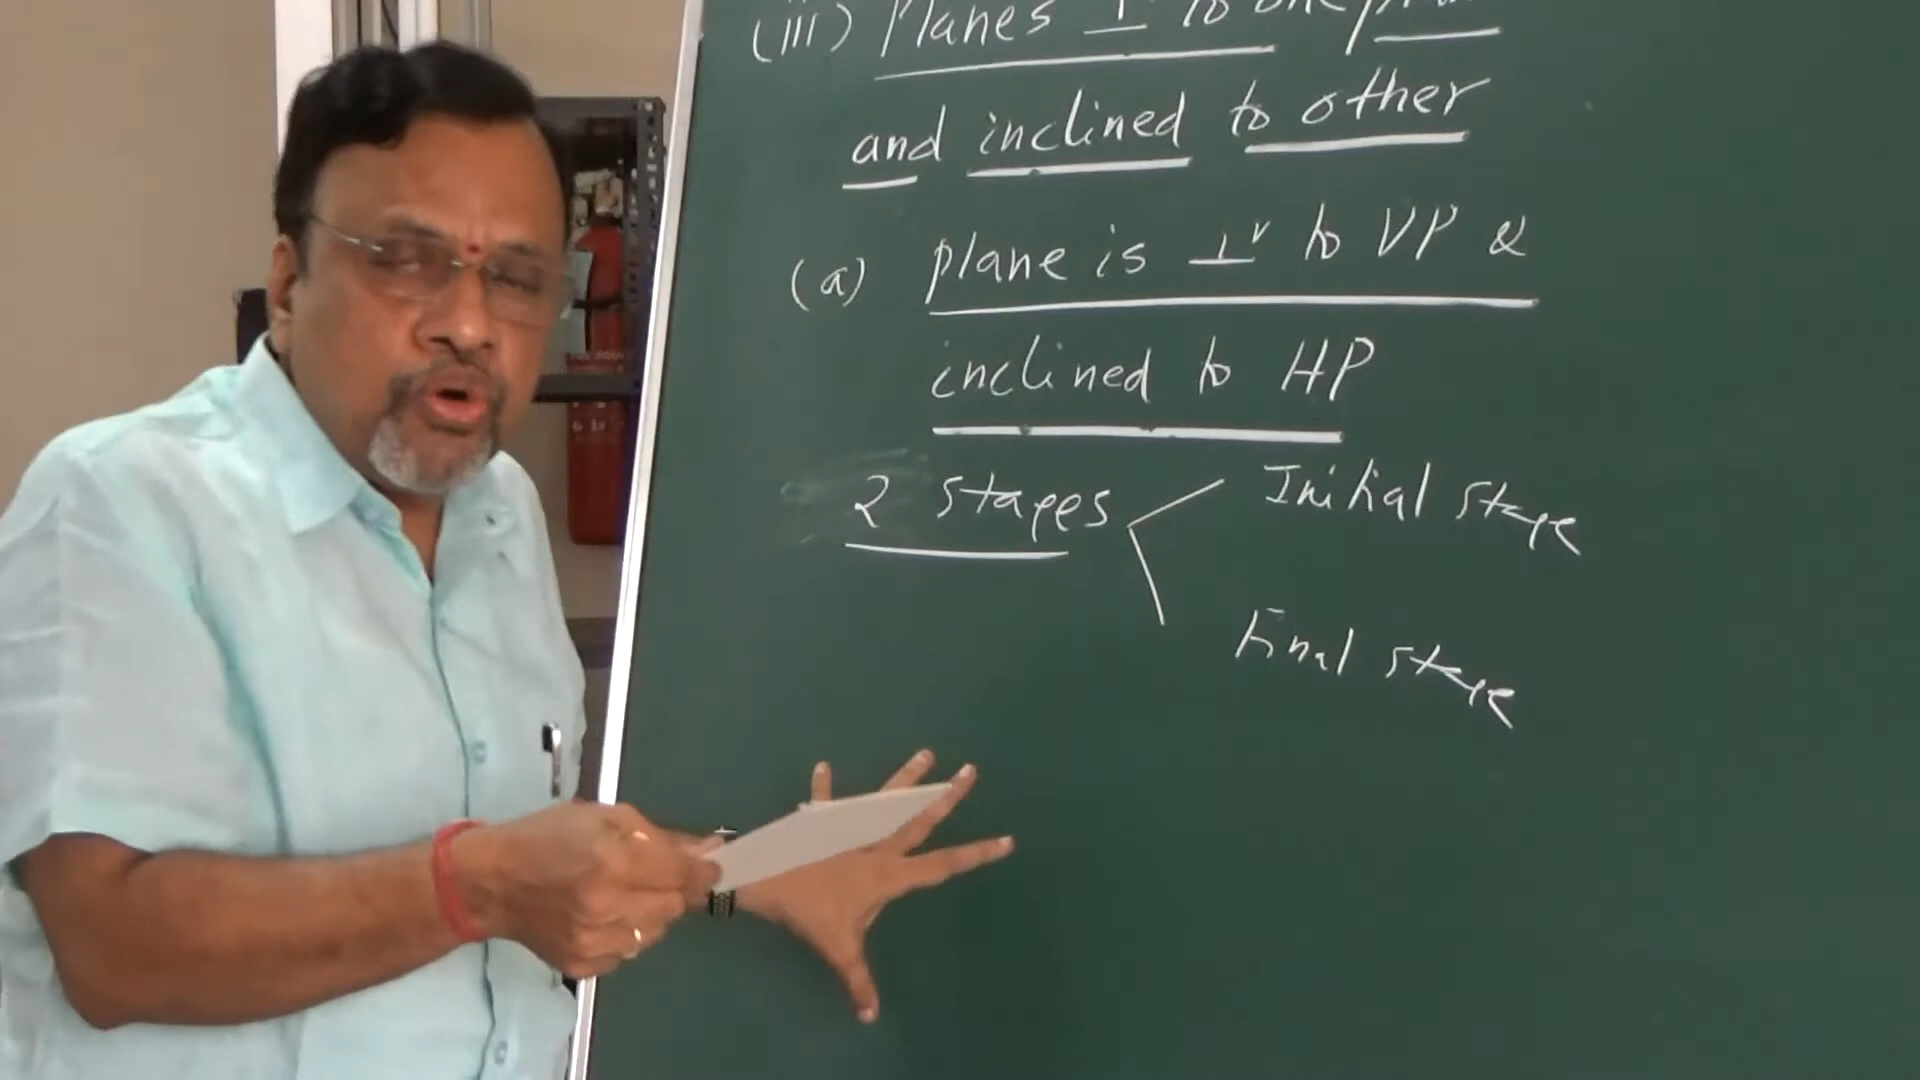 (iii) Planes ⊥ to one
and inclined to other
(a) plane is ⊥r to VP &
inclined to HP
2 stages
Initial stage
Final stage